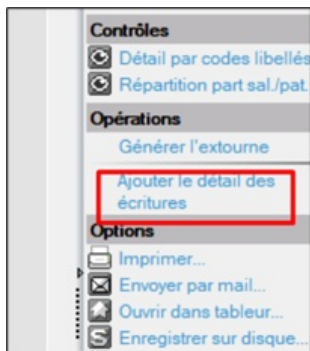 Contrôles
Détail par codes libellés
Répartition part sal./pat.
Opérations
Générer l'extourne
Ajouter le détail des
écritures
Options
Imprimer...
Envoyer par mail...
Ouvrir dans tableur...
Enregistrer sur disque...